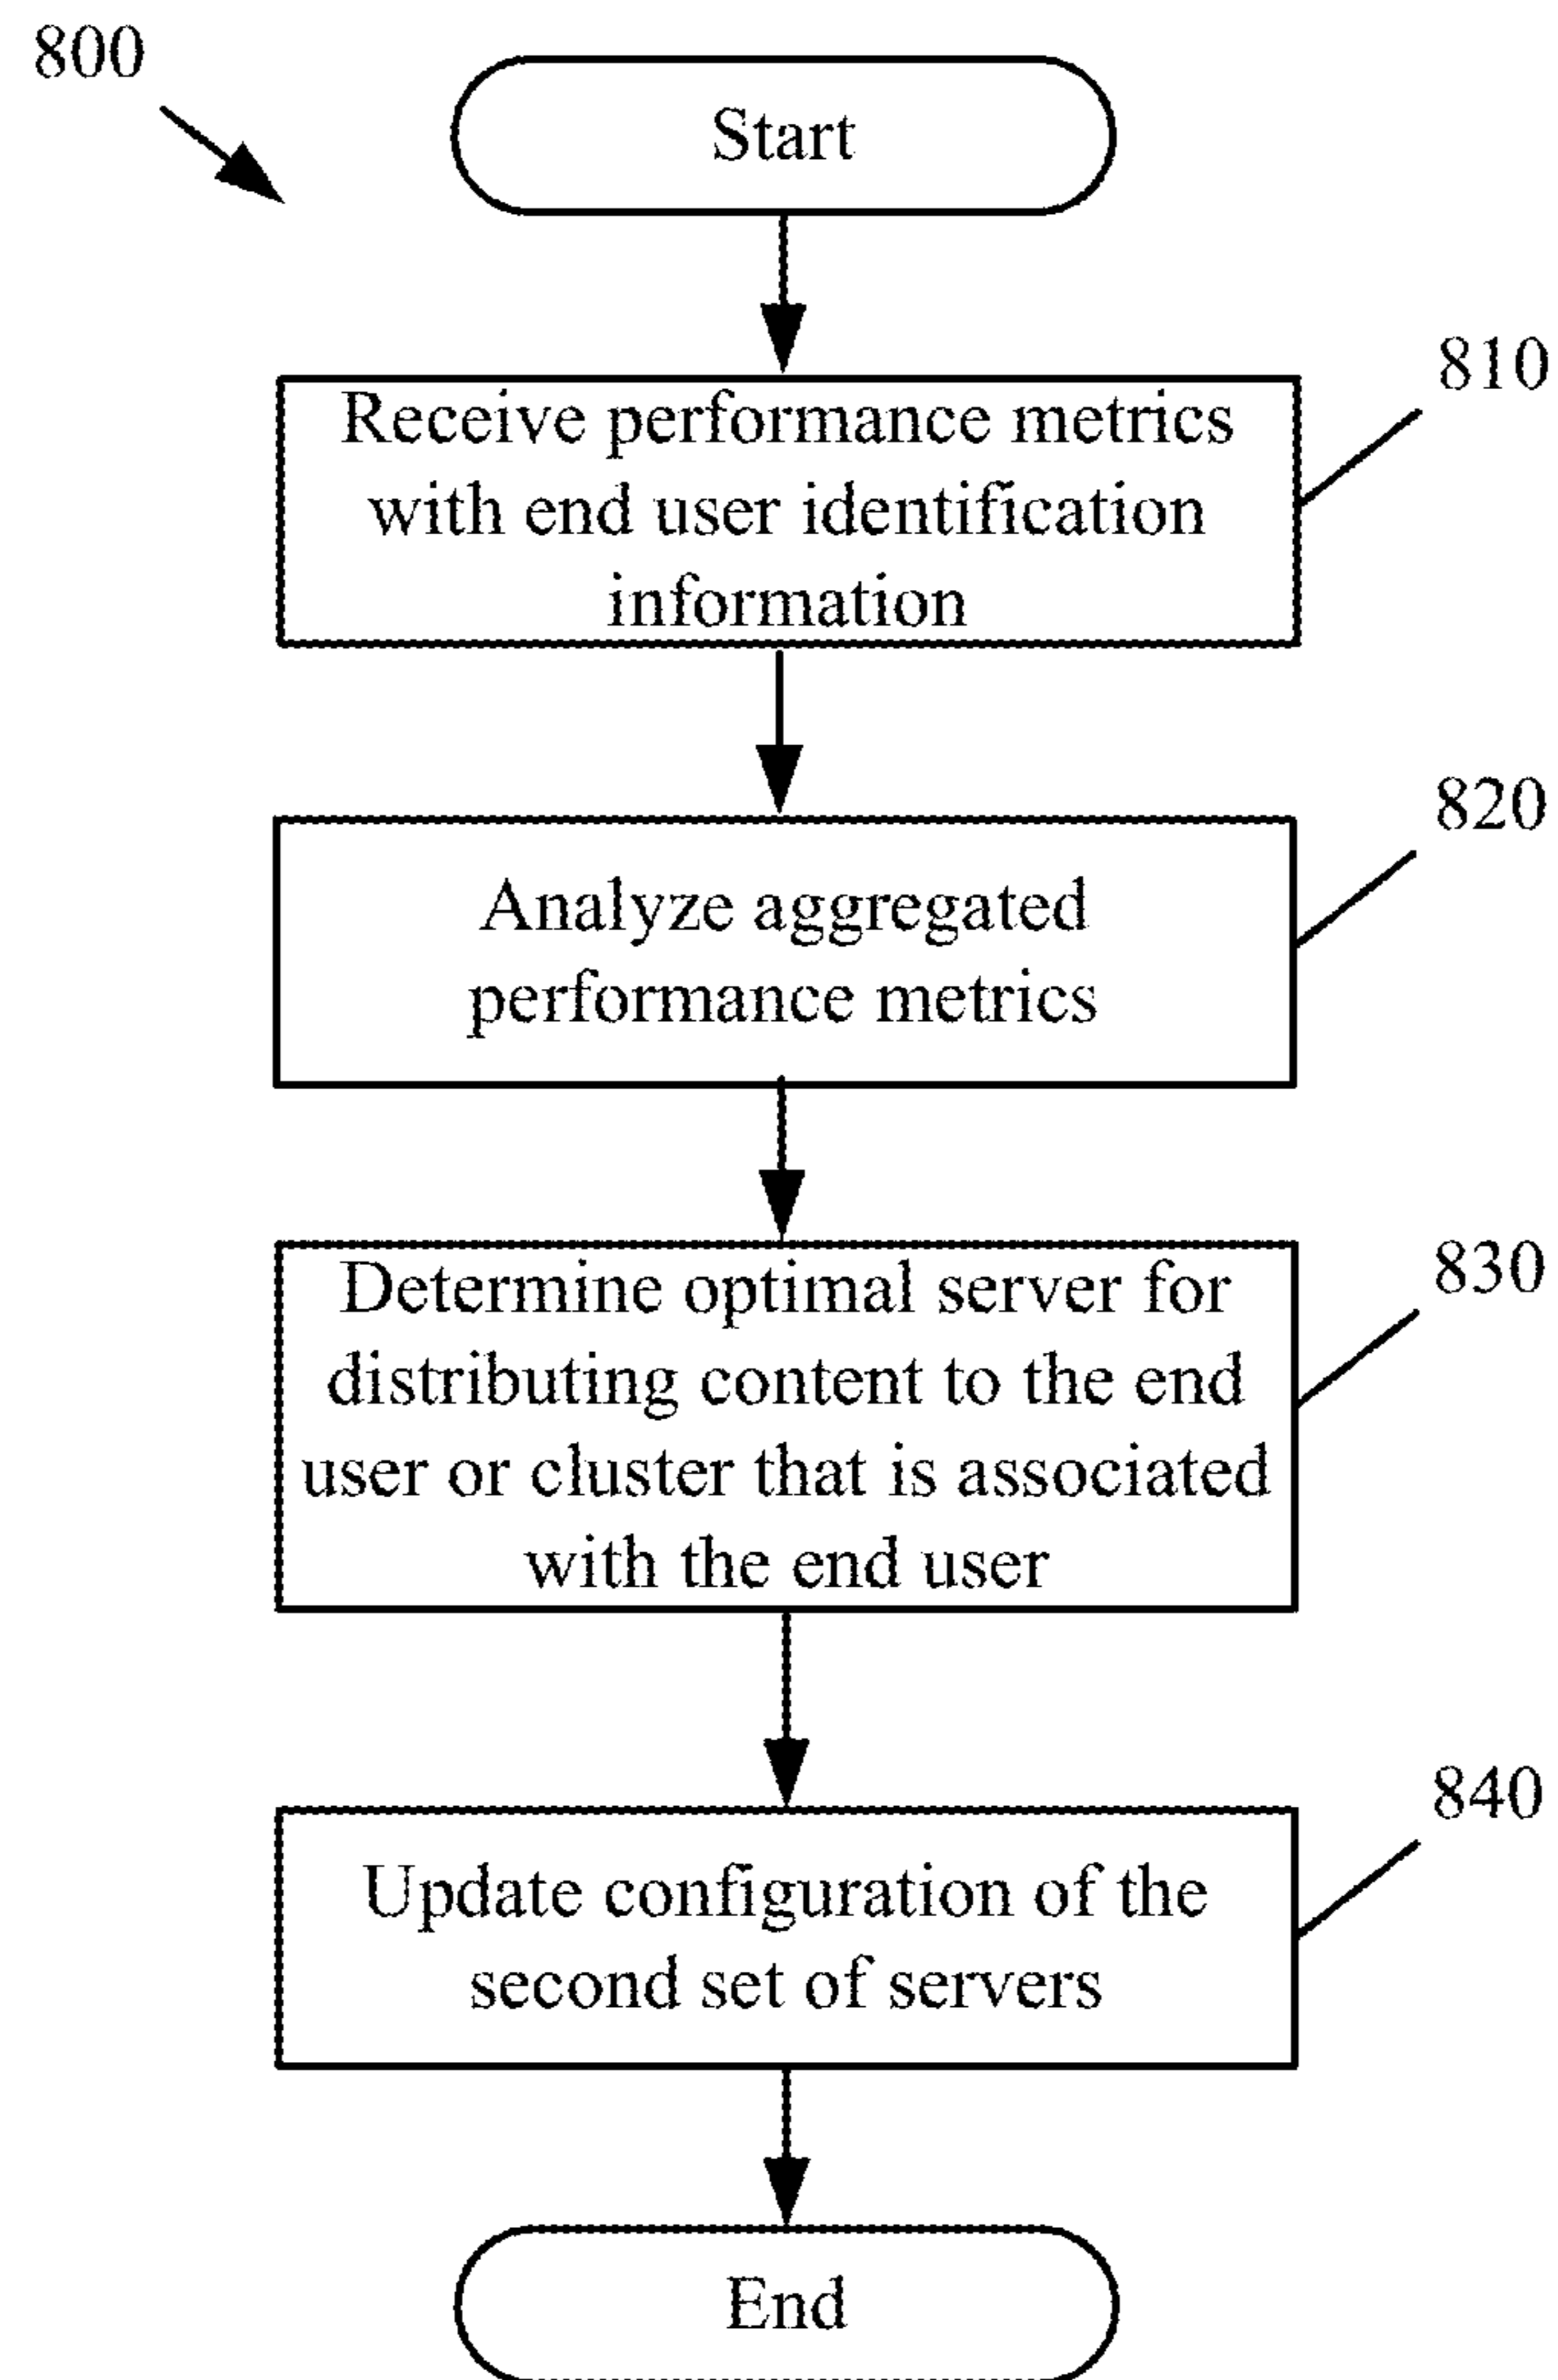 800
Start
810
Receive performance metrics
with end user identification
information
820
Analyze aggregated
performance metrics
830
Determine optimal server for
distributing content to the end
user or cluster that is associated
with the end user
840
Update configuration of the
second set of servers
End